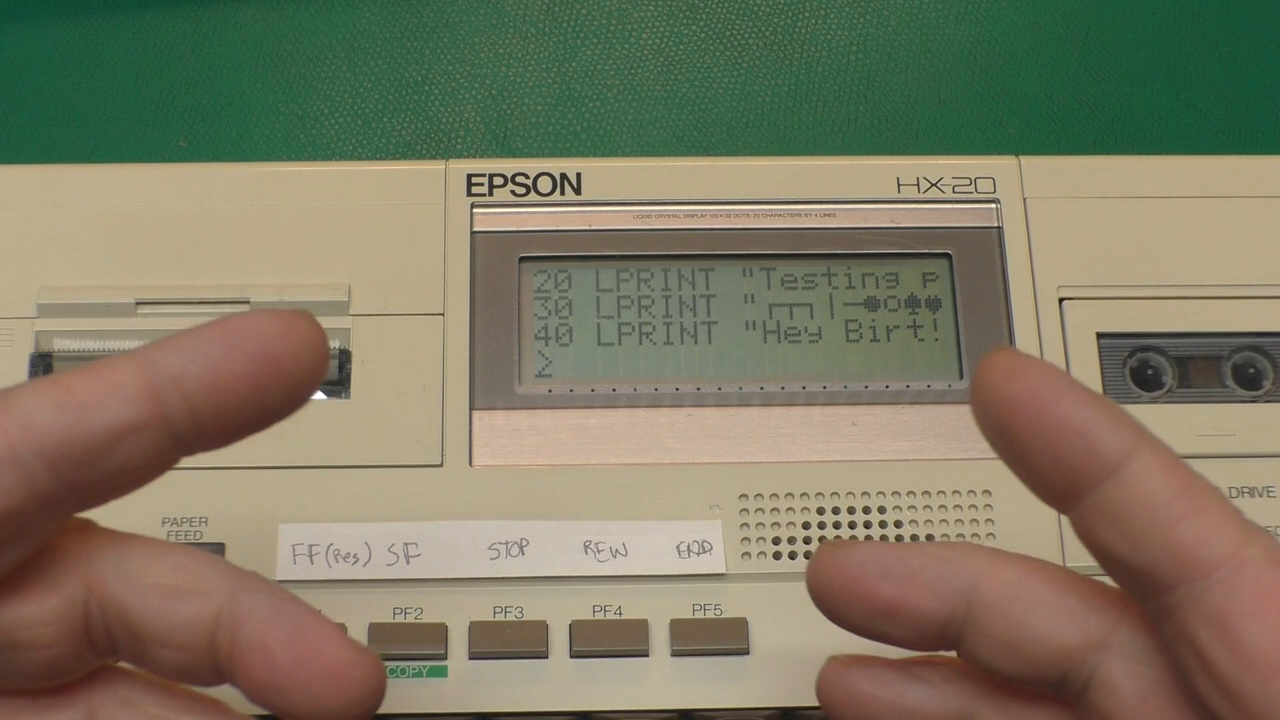 EPSON
HX-20
LIQUID CRYSTAL DISPLAY 120×32 DOTS: 20 CHARACTERS BY 4 LINES
20 LPRINT "Testing p
30 LPRINT "
40 LPRINT "Hey Birt!
DRIVE
PAPER
FEED
FF(Res) SF STOP REW END
PF2 PF3 PF4 PF5
COPY